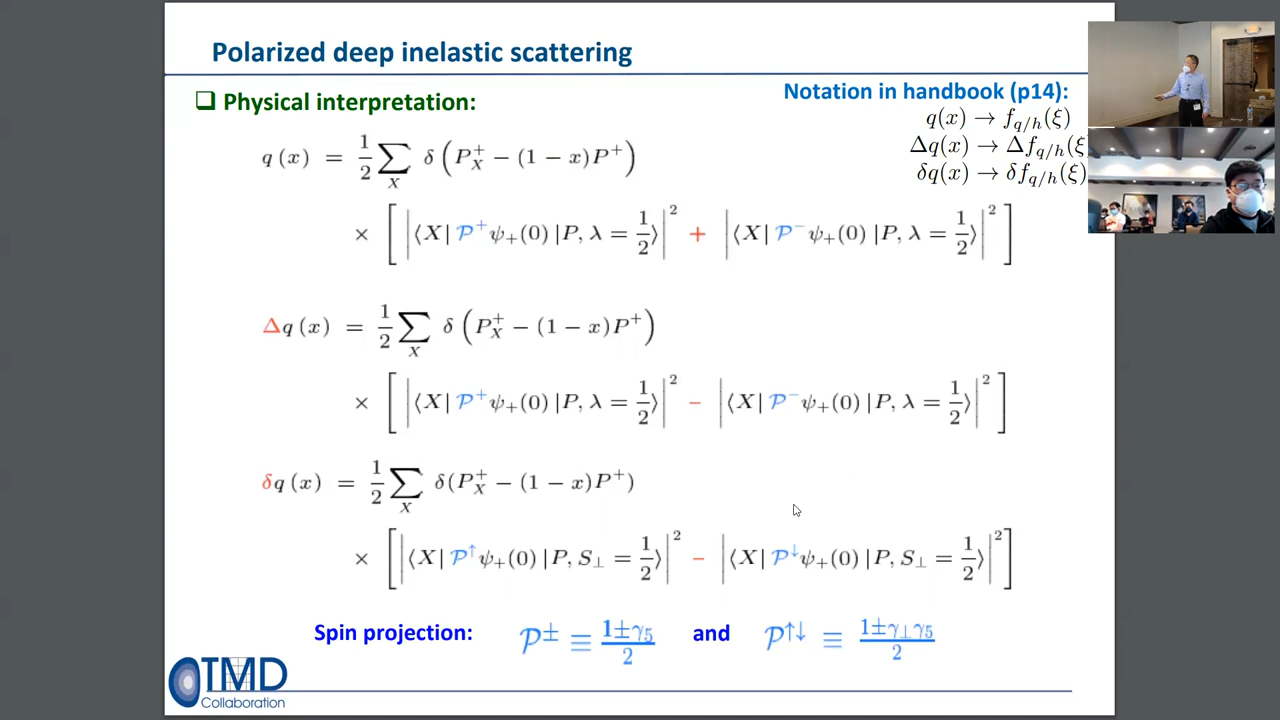 Polarized deep inelastic scattering
❑ Physical interpretation:
Notation in handbook (p14):
q(x) → f_{q/h}(ξ)
Δq(x) → Δf_{q/h}(ξ
δq(x) → δf_{q/h}(ξ)
q(x) = 1/2 ∑_X δ(P_X^+ − (1 − x)P^+)
× [ |⟨X| 𝒫^+ ψ_+(0) |P, λ = 1/2⟩|^2 + |⟨X| 𝒫^− ψ_+(0) |P, λ = 1/2⟩|^2 ]
Δq(x) = 1/2 ∑_X δ(P_X^+ − (1 − x)P^+)
× [ |⟨X| 𝒫^+ ψ_+(0) |P, λ = 1/2⟩|^2 − |⟨X| 𝒫^− ψ_+(0) |P, λ = 1/2⟩|^2 ]
δq(x) = 1/2 ∑_X δ(P_X^+ − (1 − x)P^+)
× [ |⟨X| 𝒫^↑ ψ_+(0) |P, S_⊥ = 1/2⟩|^2 − |⟨X| 𝒫^↓ ψ_+(0) |P, S_⊥ = 1/2⟩|^2 ]
Spin projection: 𝒫^± ≡ (1±γ_5)/2 and 𝒫^↑↓ ≡ (1±γ_⊥γ_5)/2
TMD
Collaboration